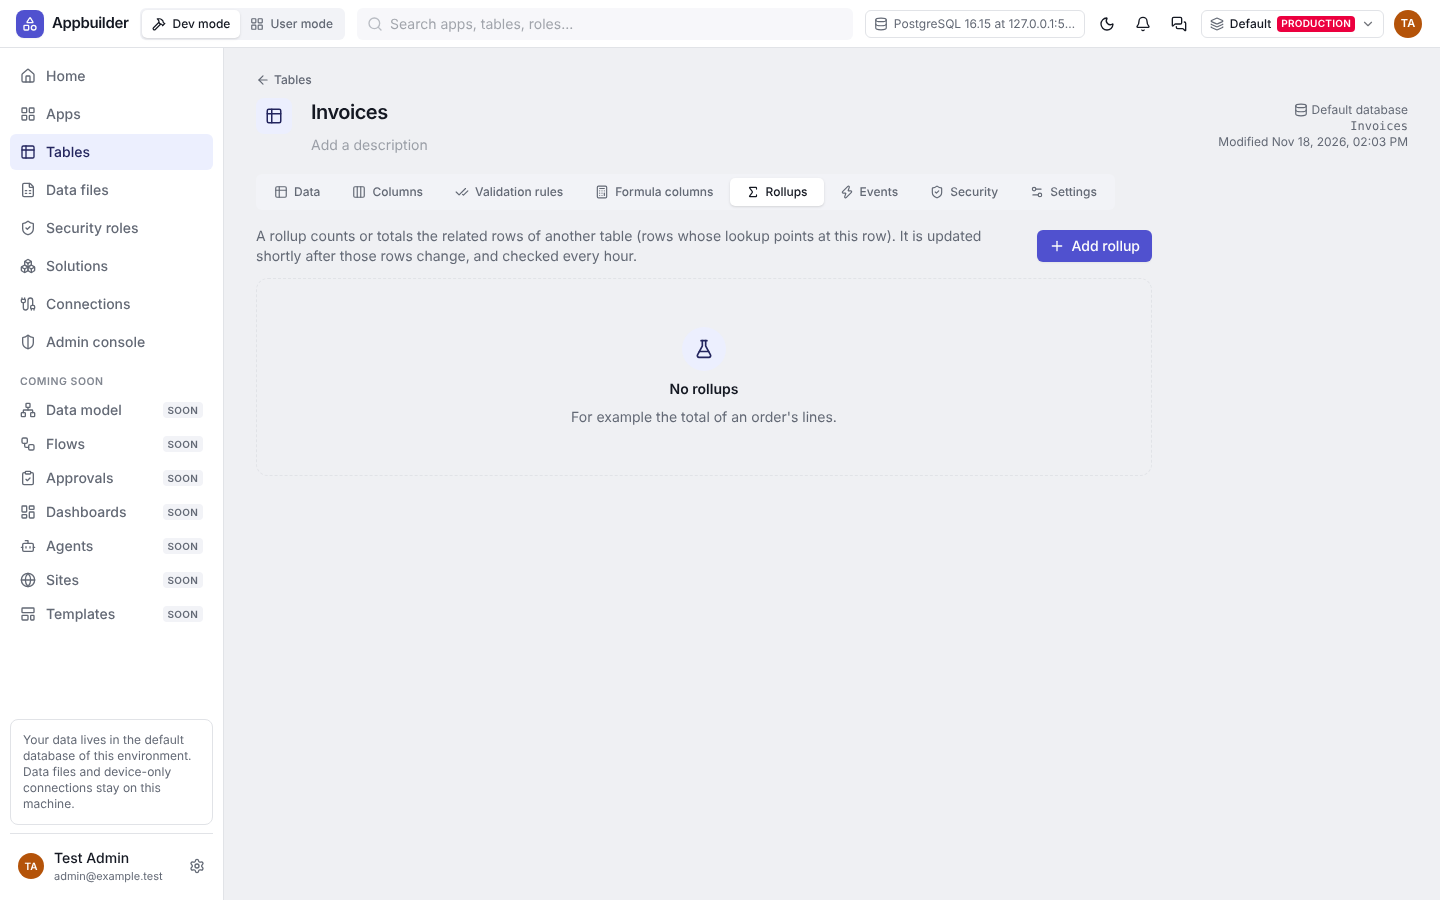 Appbuilder
Dev mode
User mode
Search apps, tables, roles...
PostgreSQL 16.15 at 127.0.0.1:5...
Default
PRODUCTION
TA
Home
Apps
Tables
Data files
Security roles
Solutions
Connections
Admin console
COMING SOON
Data model SOON
Flows SOON
Approvals SOON
Dashboards SOON
Agents SOON
Sites SOON
Templates SOON
Your data lives in the default
database of this environment.
Data files and device-only
connections stay on this
machine.
TA
Test Admin
admin@example.test
Tables
Invoices
Add a description
Default database
Invoices
Modified Nov 18, 2026, 02:03 PM
Data
Columns
Validation rules
Formula columns
Rollups
Events
Security
Settings
A rollup counts or totals the related rows of another table (rows whose lookup points at this row). It is updated
shortly after those rows change, and checked every hour.
Add rollup
No rollups
For example the total of an order's lines.